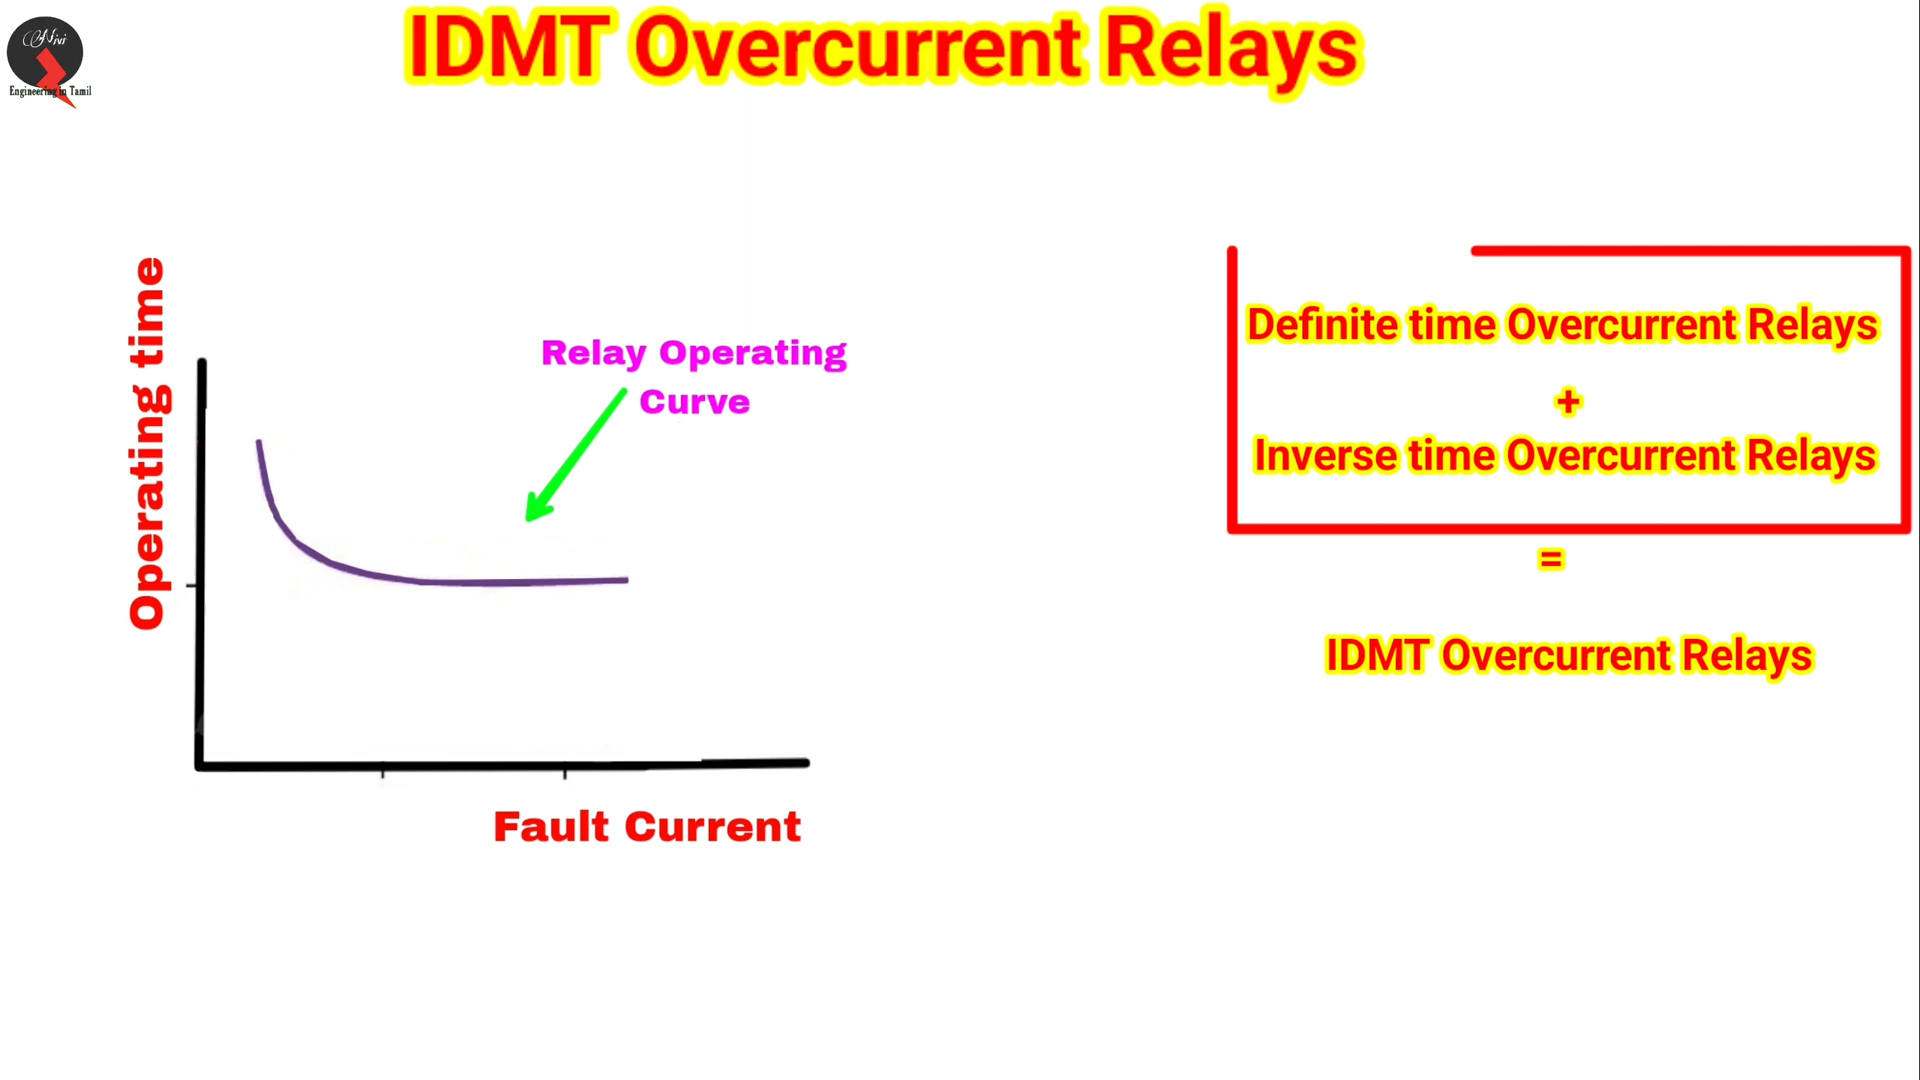 Nivi
Engineering in Tamil
IDMT Overcurrent Relays
Operating time
Relay Operating
Curve
Fault Current
Definite time Overcurrent Relays
+
Inverse time Overcurrent Relays
=
IDMT Overcurrent Relays